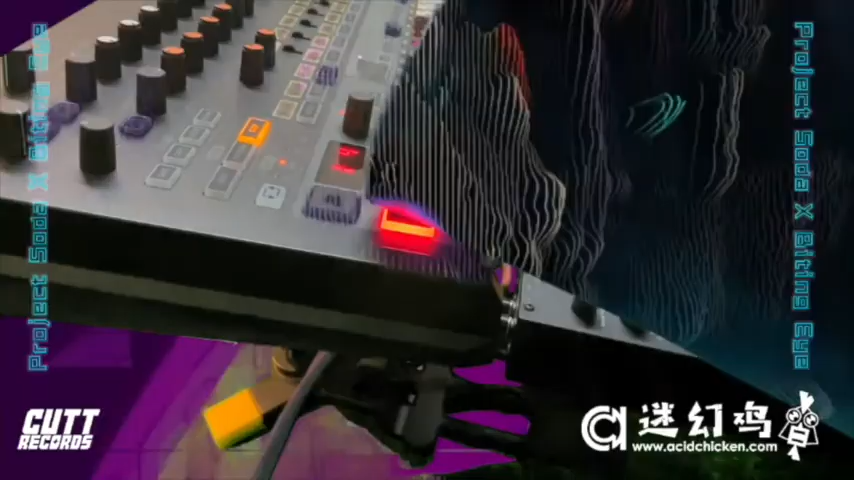 Project Soda X Biting Eye
Project Soda X Biting Eye
CUTT
RECORDS
迷幻鸡
www.acidchicken.com